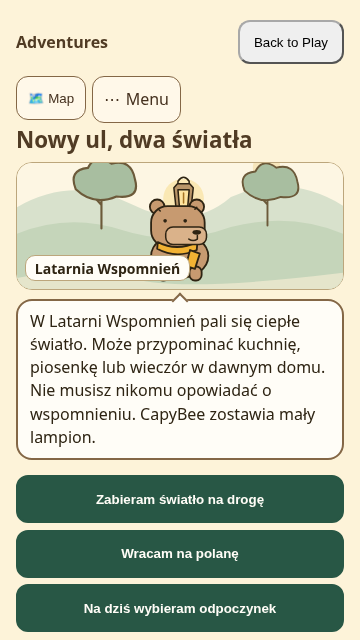 Adventures
Back to Play
🗺️ Map
⋯ Menu
Nowy ul, dwa światła
Latarnia Wspomnień
W Latarni Wspomnień pali się ciepłe
światło. Może przypominać kuchnię,
piosenkę lub wieczór w dawnym domu.
Nie musisz nikomu opowiadać o
wspomnieniu. CapyBee zostawia mały
lampion.
Zabieram światło na drogę
Wracam na polanę
Na dziś wybieram odpoczynek